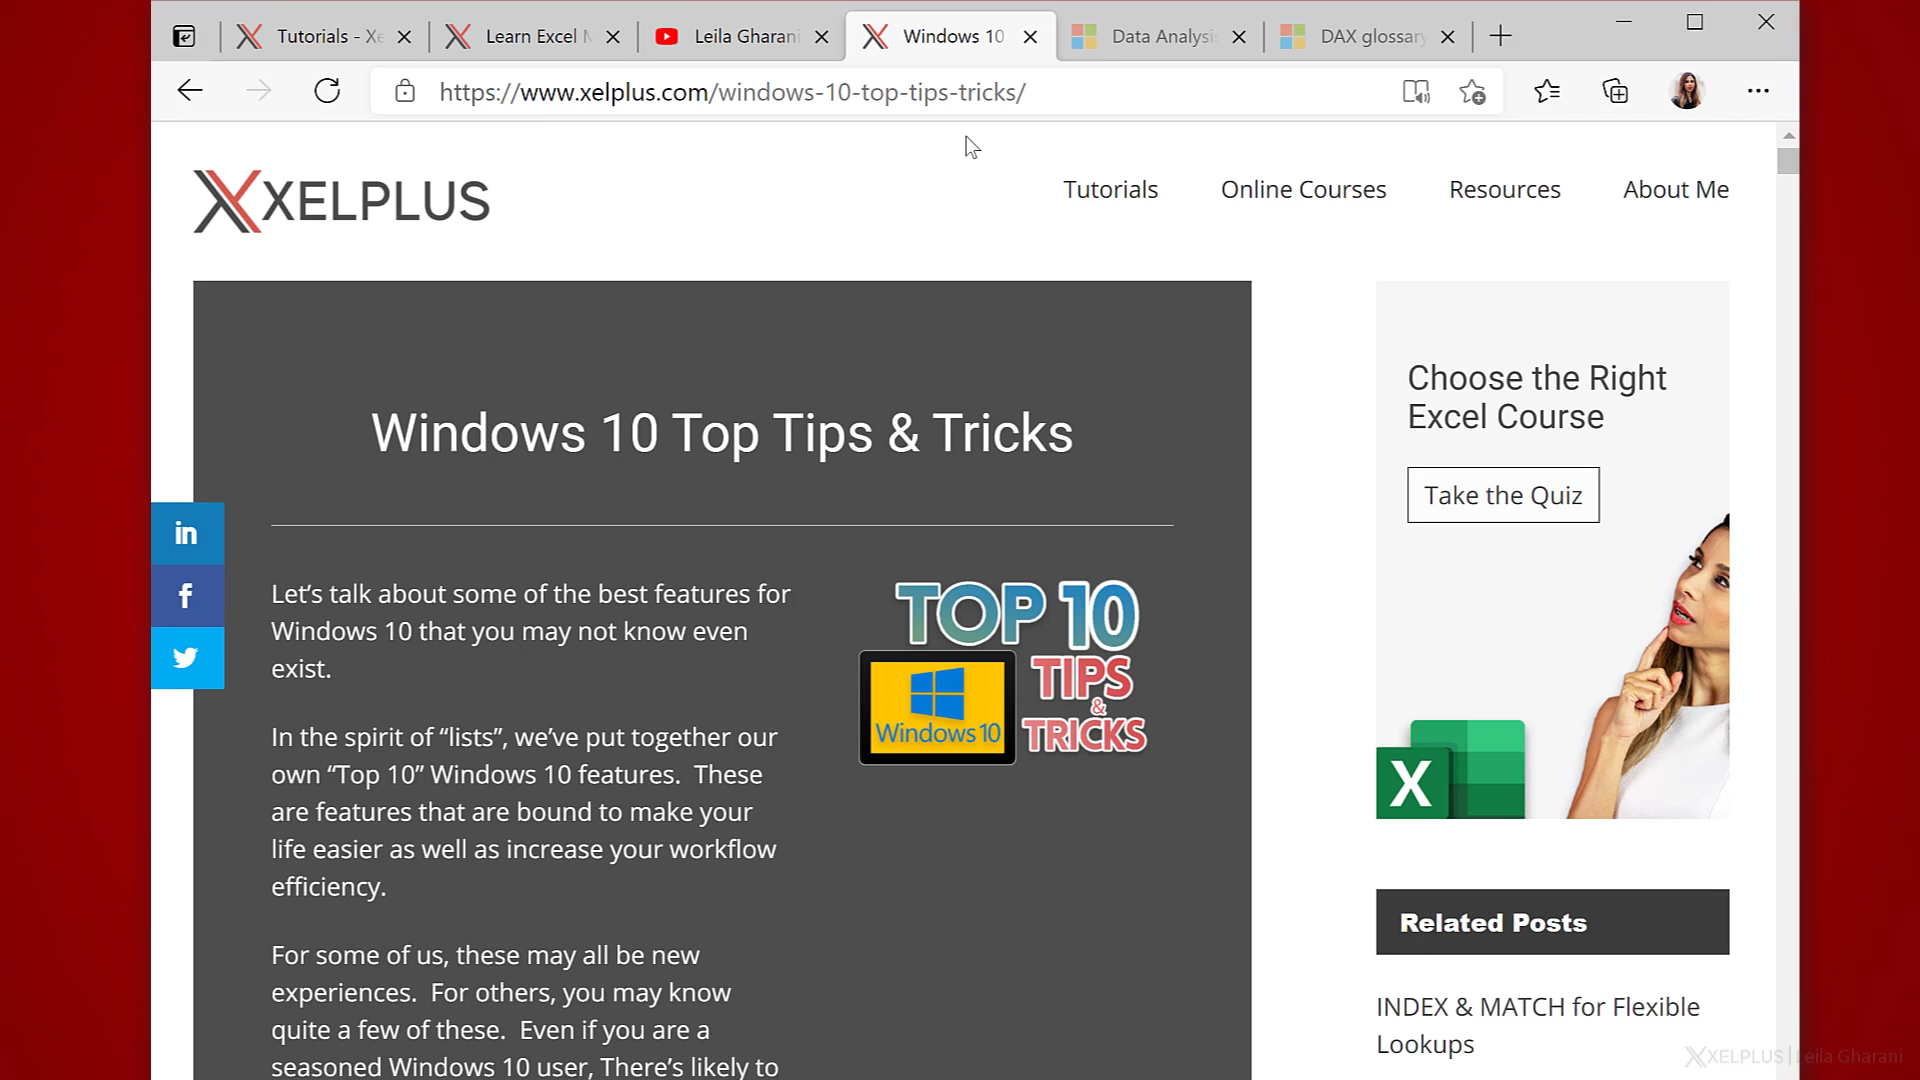 Tutorials - Xe
Learn Excel
Leila Gharani
Windows 10
Data Analysis
DAX glossary
https://www.xelplus.com/windows-10-top-tips-tricks/
XELPLUS
Tutorials
Online Courses
Resources
About Me
Windows 10 Top Tips & Tricks
in
f
Let’s talk about some of the best features for
Windows 10 that you may not know even
exist.
In the spirit of “lists”, we’ve put together our
own “Top 10” Windows 10 features. These
are features that are bound to make your
life easier as well as increase your workflow
efficiency.
For some of us, these may all be new
experiences. For others, you may know
quite a few of these. Even if you are a
seasoned Windows 10 user, There’s likely to
TOP 10
TIPS
&
TRICKS
Windows 10
Choose the Right
Excel Course
Take the Quiz
X
Related Posts
INDEX & MATCH for Flexible
Lookups
XELPLUS | Leila Gharani